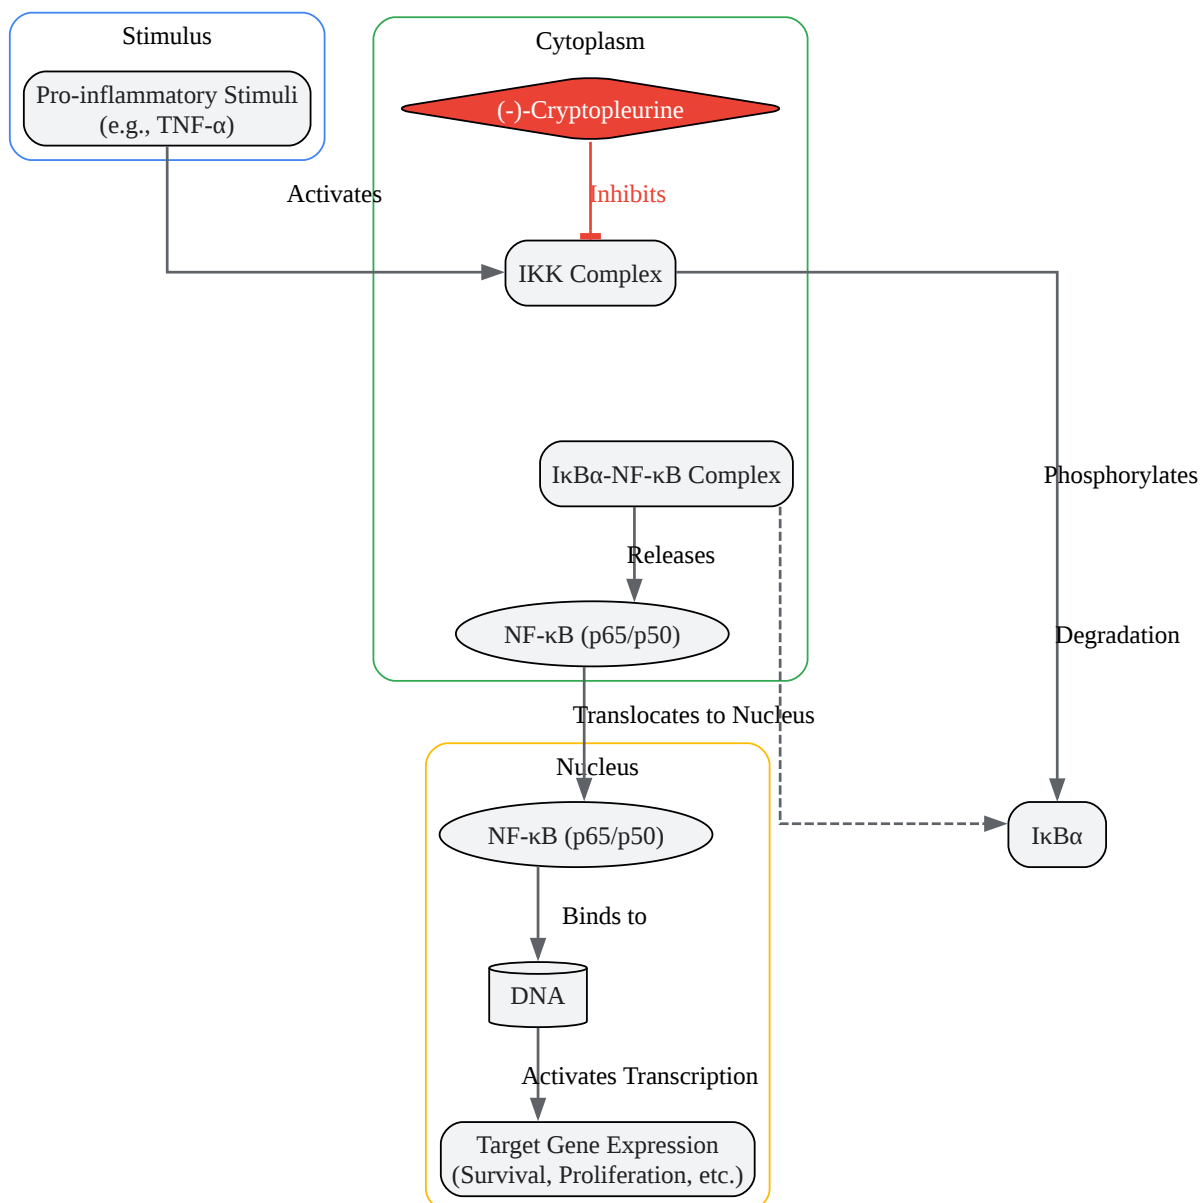 Stimulus
Pro-inflammatory Stimuli
(e.g., TNF-α)
Cytoplasm
(-)-Cryptopleurine
Activates
Inhibits
IKK Complex
IκBα-NF-κB Complex
Phosphorylates
Releases
NF-κB (p65/p50)
Degradation
Translocates to Nucleus
Nucleus
NF-κB (p65/p50)
IκBα
Binds to
DNA
Activates Transcription
Target Gene Expression
(Survival, Proliferation, etc.)